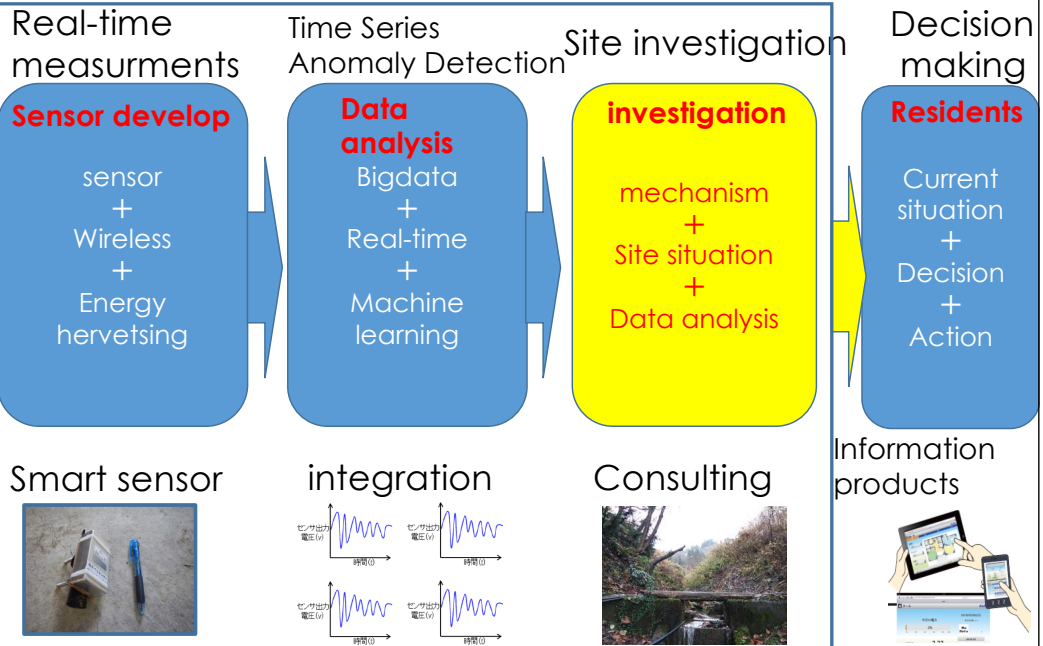 Real-time
measurments
Sensor develop
sensor
+
Wireless
+
Energy
hervetsing
Smart sensor
Time Series
Anomaly Detection
Data
analysis
Bigdata
+
Real-time
+
Machine
learning
integration
センサ出力
電圧(v)
時間(t)
センサ出力
電圧(v)
時間(t)
センサ出力
電圧(v)
時間(t)
センサ出力
電圧(v)
時間(t)
Site investigation
investigation
mechanism
+
Site situation
+
Data analysis
Consulting
Decision
making
Residents
Current
situation
+
Decision
+
Action
Information
products